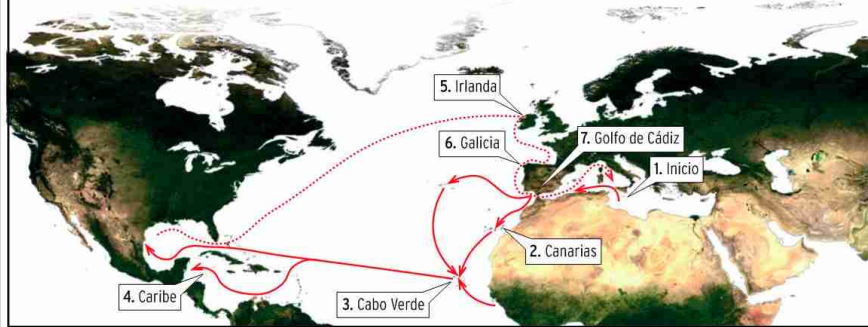 5. Irlanda
6. Galicia
7. Golfo de Cádiz
1. Inicio
2. Canarias
3. Cabo Verde
4. Caribe